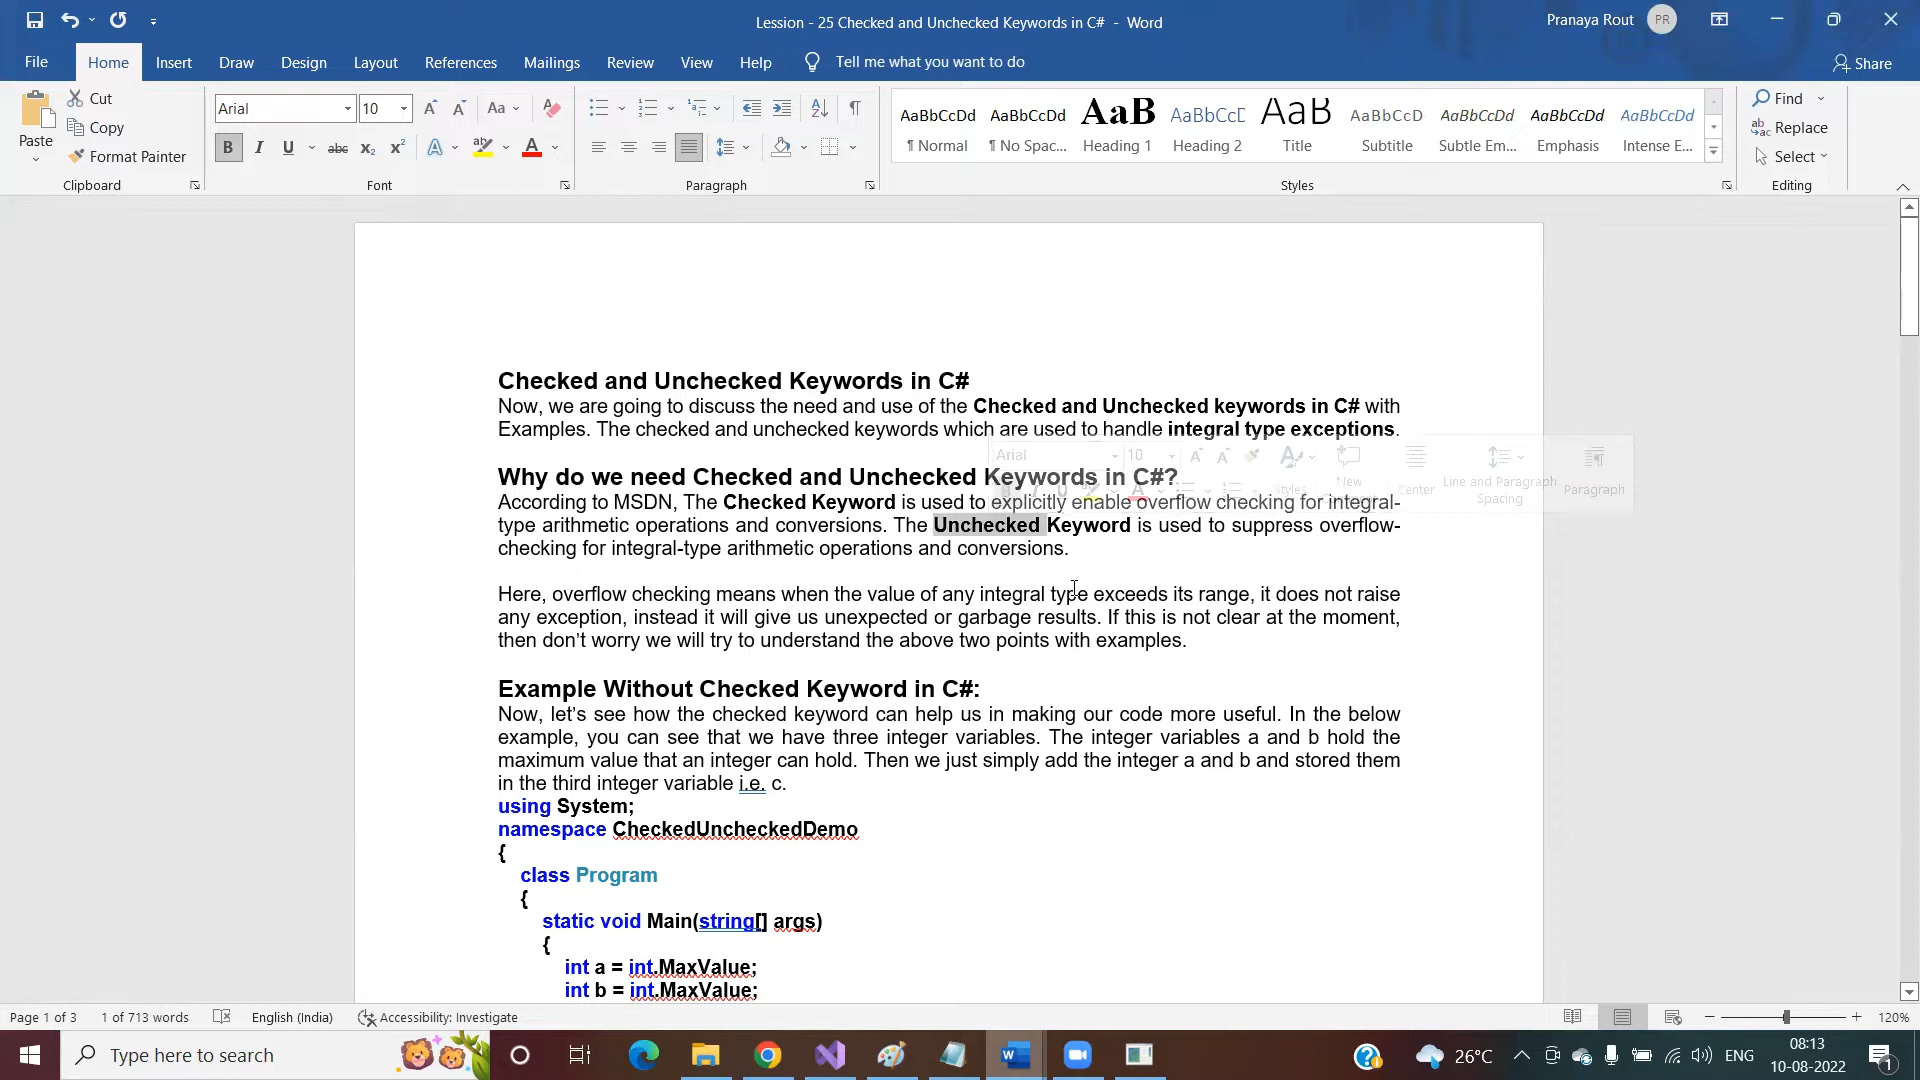 Lession - 25 Checked and Unchecked Keywords in C# - Word
Pranaya Rout PR
File Home Insert Draw Design Layout References Mailings Review View Help Tell me what you want to do Share
Paste
Cut
Copy
Format Painter
Clipboard
Arial 10
Font
Paragraph
AaBbCcDd ¶ Normal
AaBbCcDd ¶ No Spac...
AaB Heading 1
AaBbCcC Heading 2
AaB Title
AaBbCcD Subtitle
AaBbCcDd Subtle Em...
AaBbCcDd Emphasis
AaBbCcDd Intense E...
Styles
Find
Replace
Select
Editing
Checked and Unchecked Keywords in C#
Now, we are going to discuss the need and use of the Checked and Unchecked keywords in C# with
Examples. The checked and unchecked keywords which are used to handle integral type exceptions.
Arial 10
Styles
New
Center
Line and Paragraph
Spacing
Paragraph
Why do we need Checked and Unchecked Keywords in C#?
According to MSDN, The Checked Keyword is used to explicitly enable overflow checking for integral-
type arithmetic operations and conversions. The Unchecked Keyword is used to suppress overflow-
checking for integral-type arithmetic operations and conversions.
Here, overflow checking means when the value of any integral type exceeds its range, it does not raise
any exception, instead it will give us unexpected or garbage results. If this is not clear at the moment,
then don’t worry we will try to understand the above two points with examples.
Example Without Checked Keyword in C#:
Now, let’s see how the checked keyword can help us in making our code more useful. In the below
example, you can see that we have three integer variables. The integer variables a and b hold the
maximum value that an integer can hold. Then we just simply add the integer a and b and stored them
in the third integer variable i.e. c.
using System;
namespace CheckedUncheckedDemo
{
class Program
{
static void Main(string[] args)
{
int a = int.MaxValue;
int b = int.MaxValue;
Page 1 of 3 1 of 713 words English (India) Accessibility: Investigate 120%
Type here to search 26°C ENG 08:13
10-08-2022 1